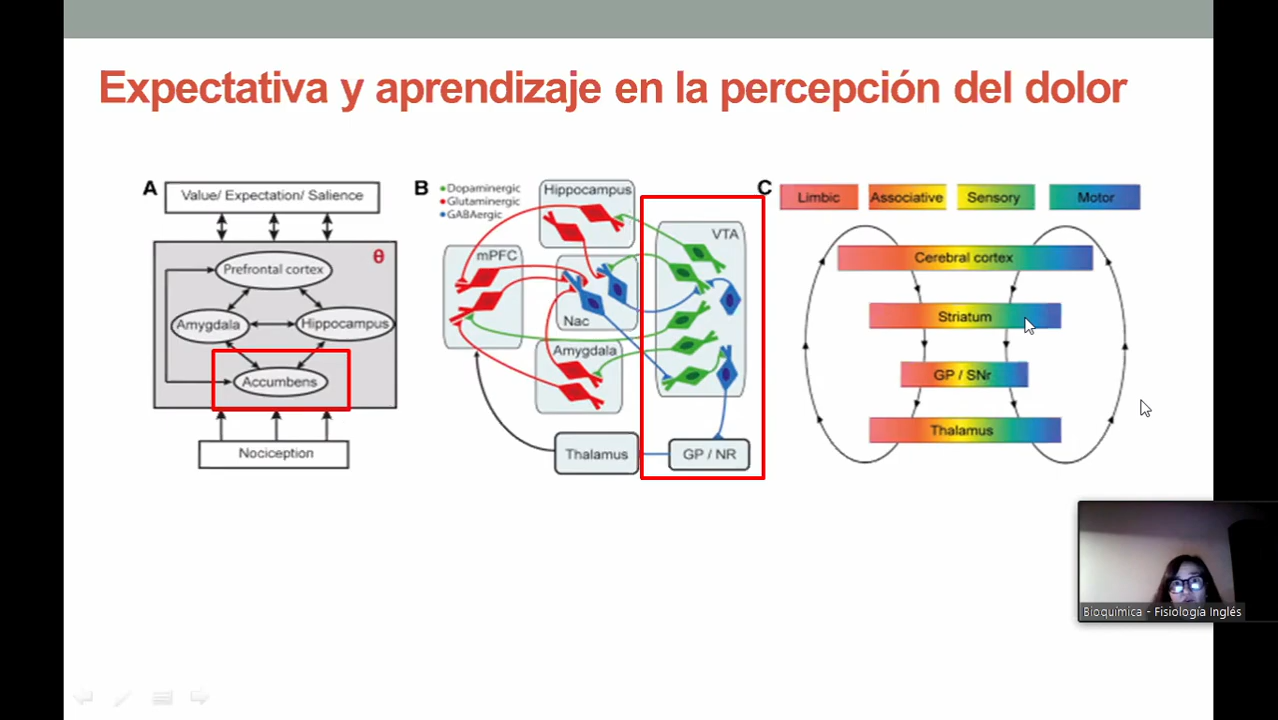 Expectativa y aprendizaje en la percepción del dolor
A
Value/ Expectation/ Salience
θ
Prefrontal cortex
Amygdala
Hippocampus
Accumbens
Nociception
B
Dopaminergic
Glutaminergic
GABAergic
Hippocampus
mPFC
VTA
Nac
Amygdala
Thalamus
GP / NR
C
Limbic
Associative
Sensory
Motor
Cerebral cortex
Striatum
GP / SNr
Thalamus
Bioquímica - Fisiología Inglés